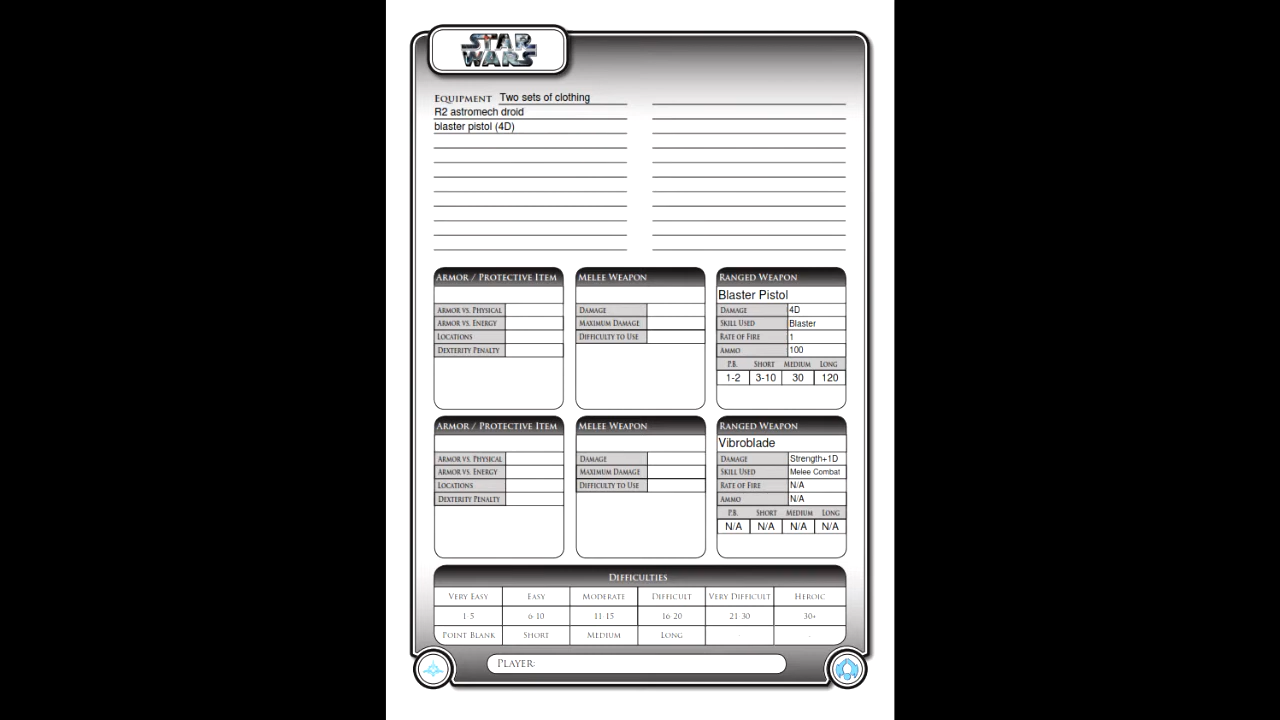 STAR
WARS
EQUIPMENT Two sets of clothing
R2 astromech droid
blaster pistol (4D)
ARMOR / PROTECTIVE ITEM
ARMOR VS. PHYSICAL
ARMOR VS. ENERGY
LOCATIONS
DEXTERITY PENALTY
MELEE WEAPON
DAMAGE
MAXIMUM DAMAGE
DIFFICULTY TO USE
RANGED WEAPON
Blaster Pistol
DAMAGE 4D
SKILL USED Blaster
RATE OF FIRE 1
AMMO 100
P.B. SHORT MEDIUM LONG
1-2 3-10 30 120
ARMOR / PROTECTIVE ITEM
ARMOR VS. PHYSICAL
ARMOR VS. ENERGY
LOCATIONS
DEXTERITY PENALTY
MELEE WEAPON
DAMAGE
MAXIMUM DAMAGE
DIFFICULTY TO USE
RANGED WEAPON
Vibroblade
DAMAGE Strength+1D
SKILL USED Melee Combat
RATE OF FIRE N/A
AMMO N/A
P.B. SHORT MEDIUM LONG
N/A N/A N/A N/A
DIFFICULTIES
VERY EASY EASY MODERATE DIFFICULT VERY DIFFICULT HEROIC
1-5 6-10 11-15 16-20 21-30 30+
POINT BLANK SHORT MEDIUM LONG - -
PLAYER: